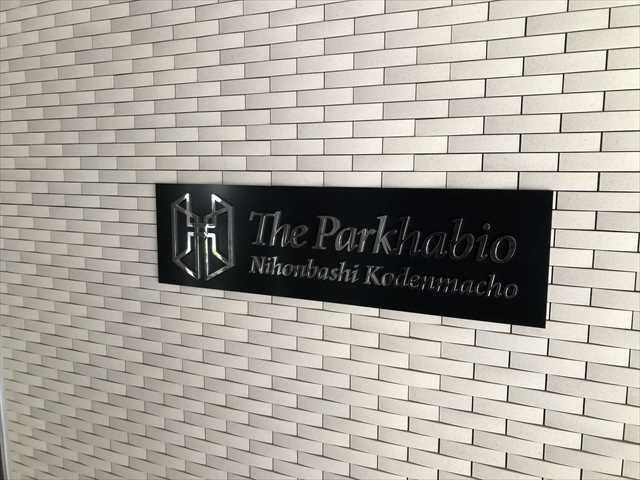 The Parkhabio
Nihonbashi Kodenmacho